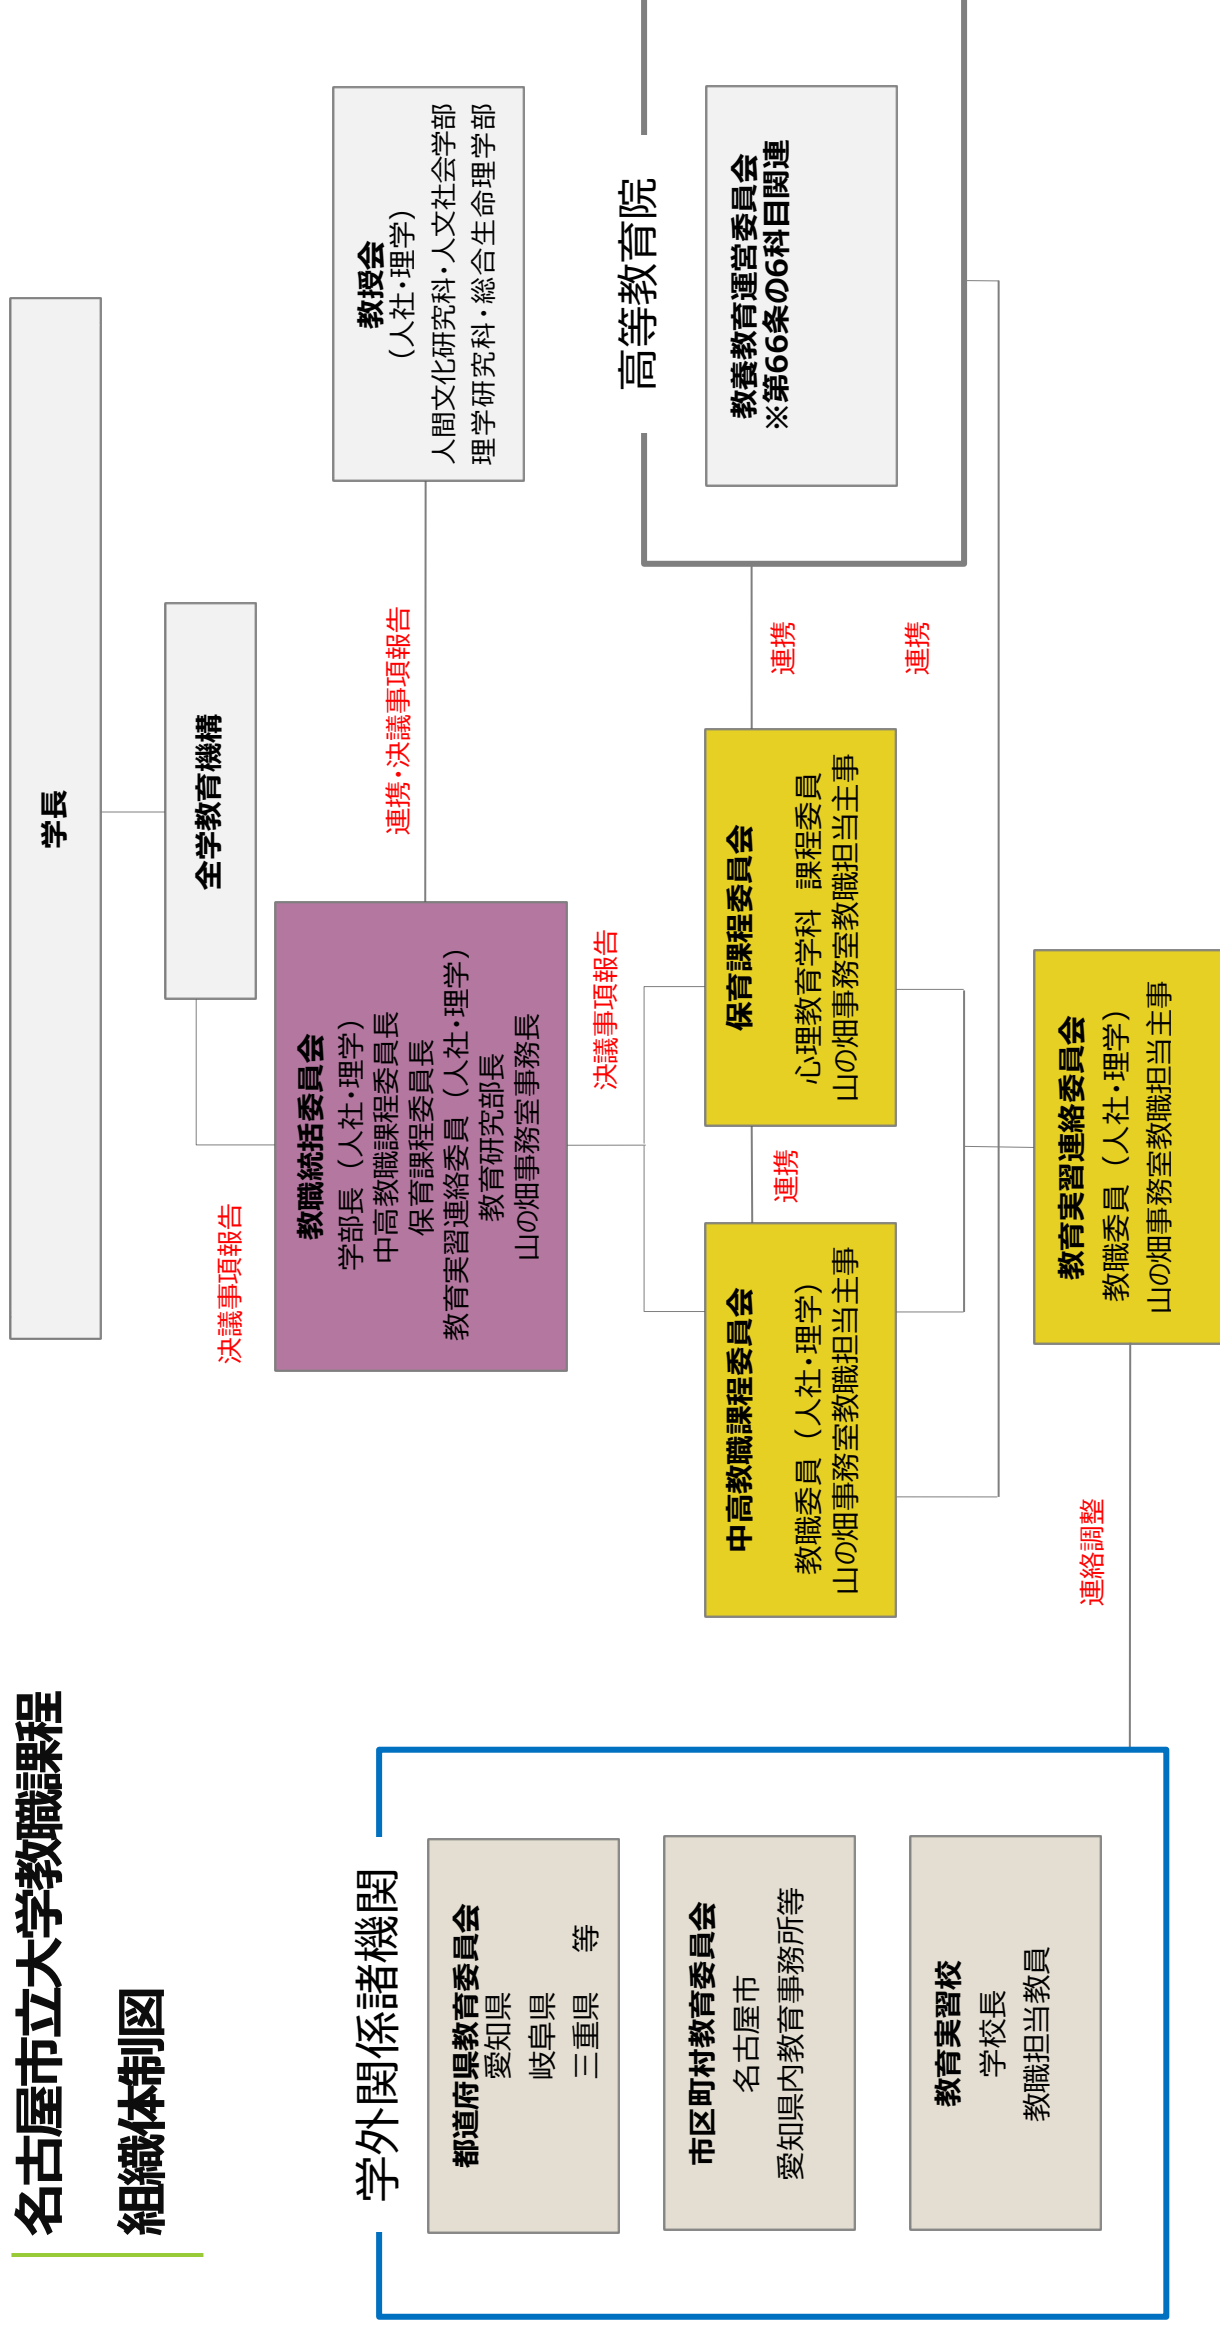 名古屋市立大学教職課程
組織体制図
学長
全学教育機構
決議事項報告
教職統括委員会
学部長（人社・理学）
中高教職課程委員長
保育課程委員長
教育実習連絡委員（人社・理学）
教育研究部長
山の畑事務室事務長
連携・決議事項報告
教授会
（人社・理学）
人間文化研究科・人文社会学部
理学研究科・総合生命理学部
決議事項報告
学外関係諸機関
都道府県教育委員会
愛知県
岐阜県
三重県　等
市区町村教育委員会
名古屋市
愛知県内教育事務所等
教育実習校
学校長
教職担当教員
中高教職課程委員会
教職委員（人社・理学）
山の畑事務室教職担当主事
連携
保育課程委員会
心理教育学科　課程委員
山の畑事務室教職担当主事
連携
連携
高等教育院
教養教育運営委員会
※第66条の6科目関連
連絡調整
教育実習連絡委員会
教職委員（人社・理学）
山の畑事務室教職担当主事